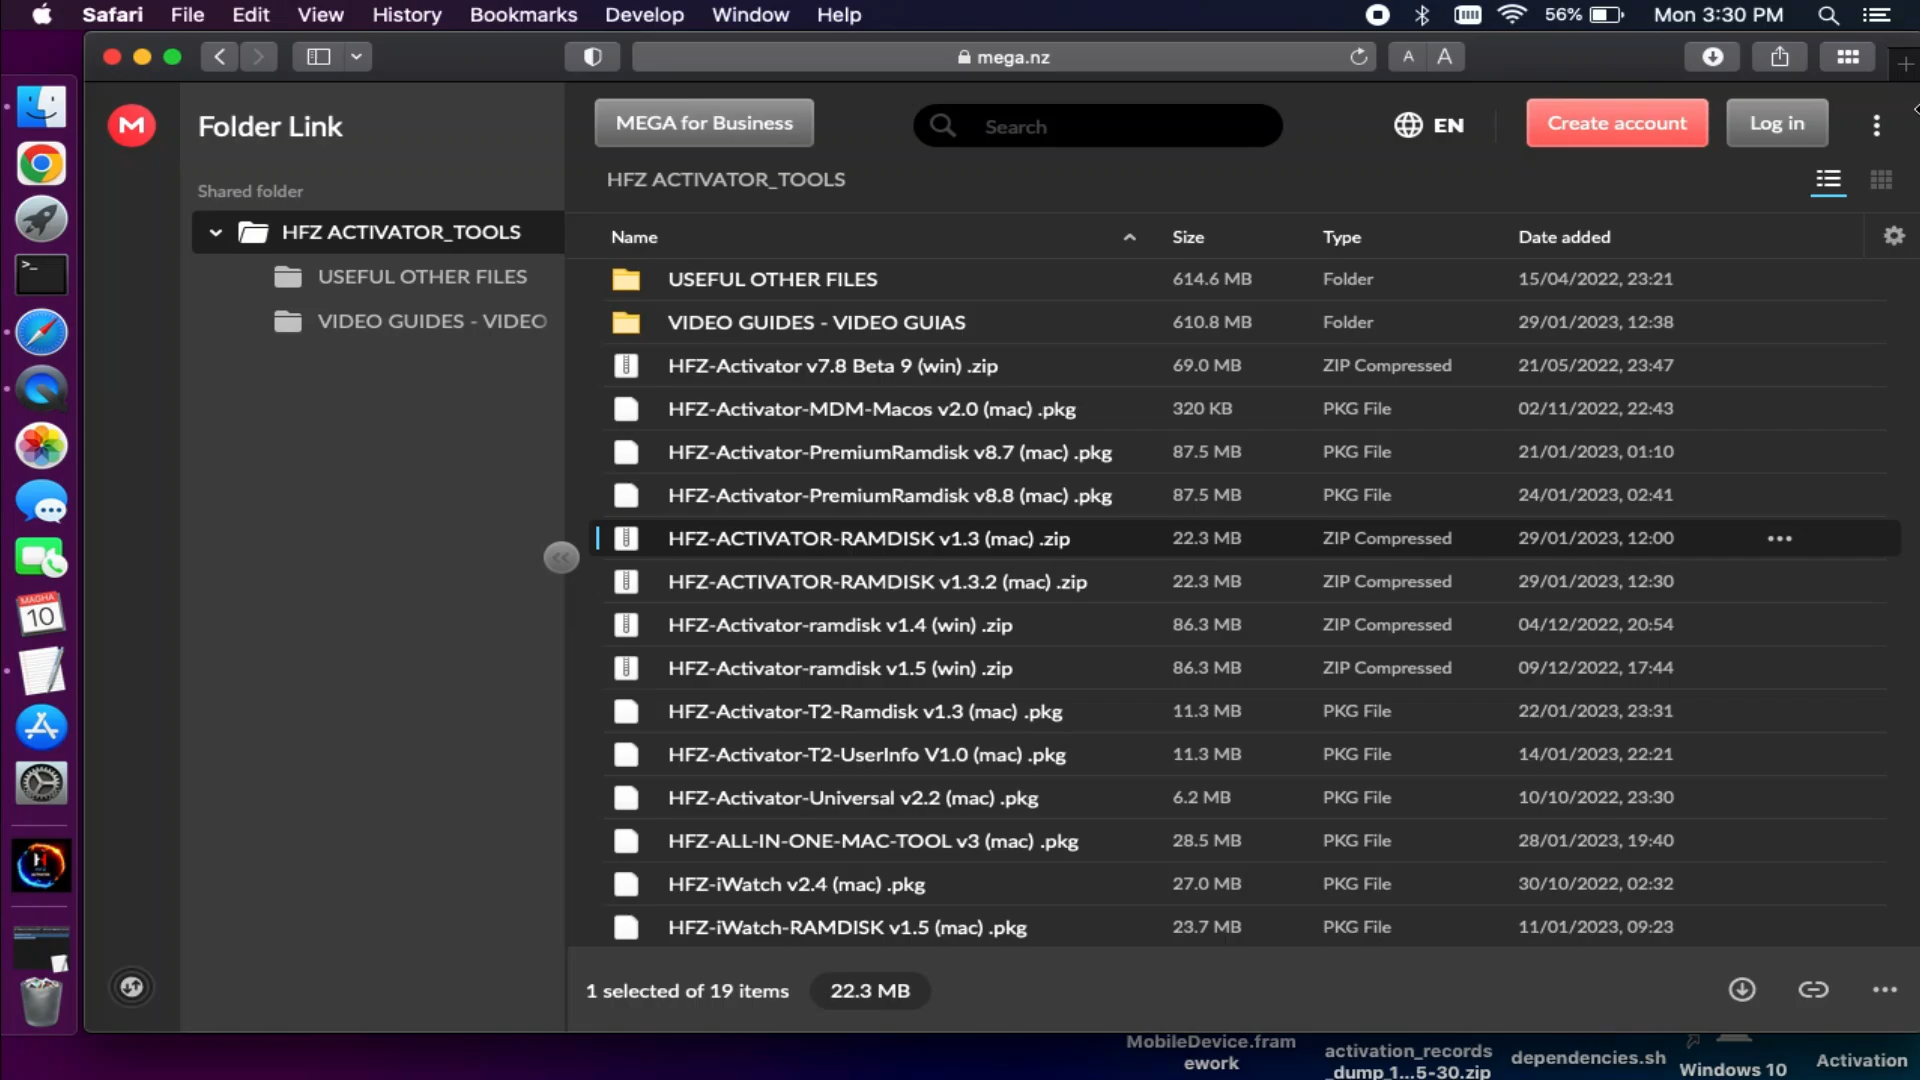 Safari File Edit View History Bookmarks Develop Window Help 56% Mon 3:30 PM
mega.nz A A
M Folder Link MEGA for Business Search EN Create account Log in
Shared folder
HFZ ACTIVATOR_TOOLS
USEFUL OTHER FILES
VIDEO GUIDES - VIDEO
HFZ ACTIVATOR_TOOLS
Name Size Type Date added
USEFUL OTHER FILES 614.6 MB Folder 15/04/2022, 23:21
VIDEO GUIDES - VIDEO GUIAS 610.8 MB Folder 29/01/2023, 12:38
HFZ-Activator v7.8 Beta 9 (win) .zip 69.0 MB ZIP Compressed 21/05/2022, 23:47
HFZ-Activator-MDM-Macos v2.0 (mac) .pkg 320 KB PKG File 02/11/2022, 22:43
HFZ-Activator-PremiumRamdisk v8.7 (mac) .pkg 87.5 MB PKG File 21/01/2023, 01:10
HFZ-Activator-PremiumRamdisk v8.8 (mac) .pkg 87.5 MB PKG File 24/01/2023, 02:41
HFZ-ACTIVATOR-RAMDISK v1.3 (mac) .zip 22.3 MB ZIP Compressed 29/01/2023, 12:00
HFZ-ACTIVATOR-RAMDISK v1.3.2 (mac) .zip 22.3 MB ZIP Compressed 29/01/2023, 12:30
HFZ-Activator-ramdisk v1.4 (win) .zip 86.3 MB ZIP Compressed 04/12/2022, 20:54
HFZ-Activator-ramdisk v1.5 (win) .zip 86.3 MB ZIP Compressed 09/12/2022, 17:44
HFZ-Activator-T2-Ramdisk v1.3 (mac) .pkg 11.3 MB PKG File 22/01/2023, 23:31
HFZ-Activator-T2-UserInfo V1.0 (mac) .pkg 11.3 MB PKG File 14/01/2023, 22:21
HFZ-Activator-Universal v2.2 (mac) .pkg 6.2 MB PKG File 10/10/2022, 23:30
HFZ-ALL-IN-ONE-MAC-TOOL v3 (mac) .pkg 28.5 MB PKG File 28/01/2023, 19:40
HFZ-iWatch v2.4 (mac) .pkg 27.0 MB PKG File 30/10/2022, 02:32
HFZ-iWatch-RAMDISK v1.5 (mac) .pkg 23.7 MB PKG File 11/01/2023, 09:23
1 selected of 19 items 22.3 MB
MAGHA
10
MobileDevice.fram
ework
activation_records
_dump_1...5-30.zip
dependencies.sh
Windows 10
Activation